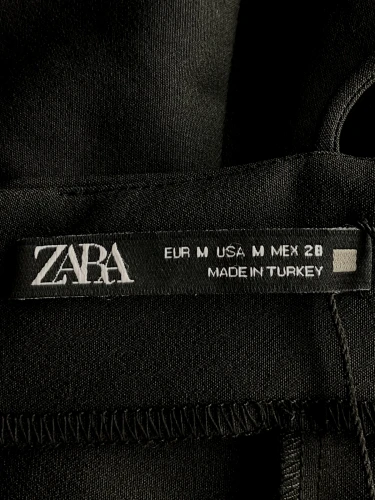 ZARA
EUR M USA M MEX 28
MADE IN TURKEY